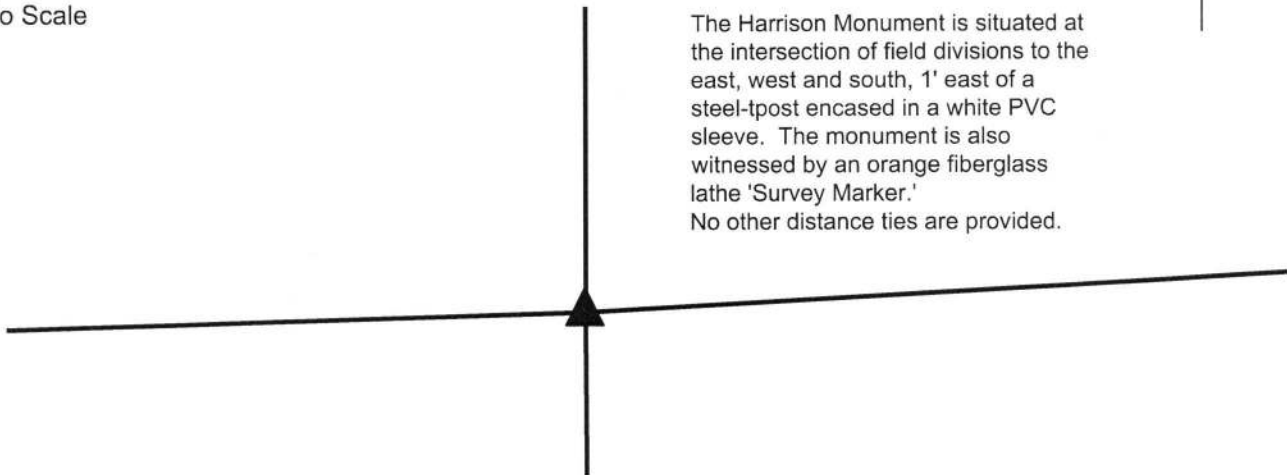 o Scale
The Harrison Monument is situated at
the intersection of field divisions to the
east, west and south, 1' east of a
steel-tpost encased in a white PVC
sleeve.  The monument is also
witnessed by an orange fiberglass
lathe 'Survey Marker.'
No other distance ties are provided.